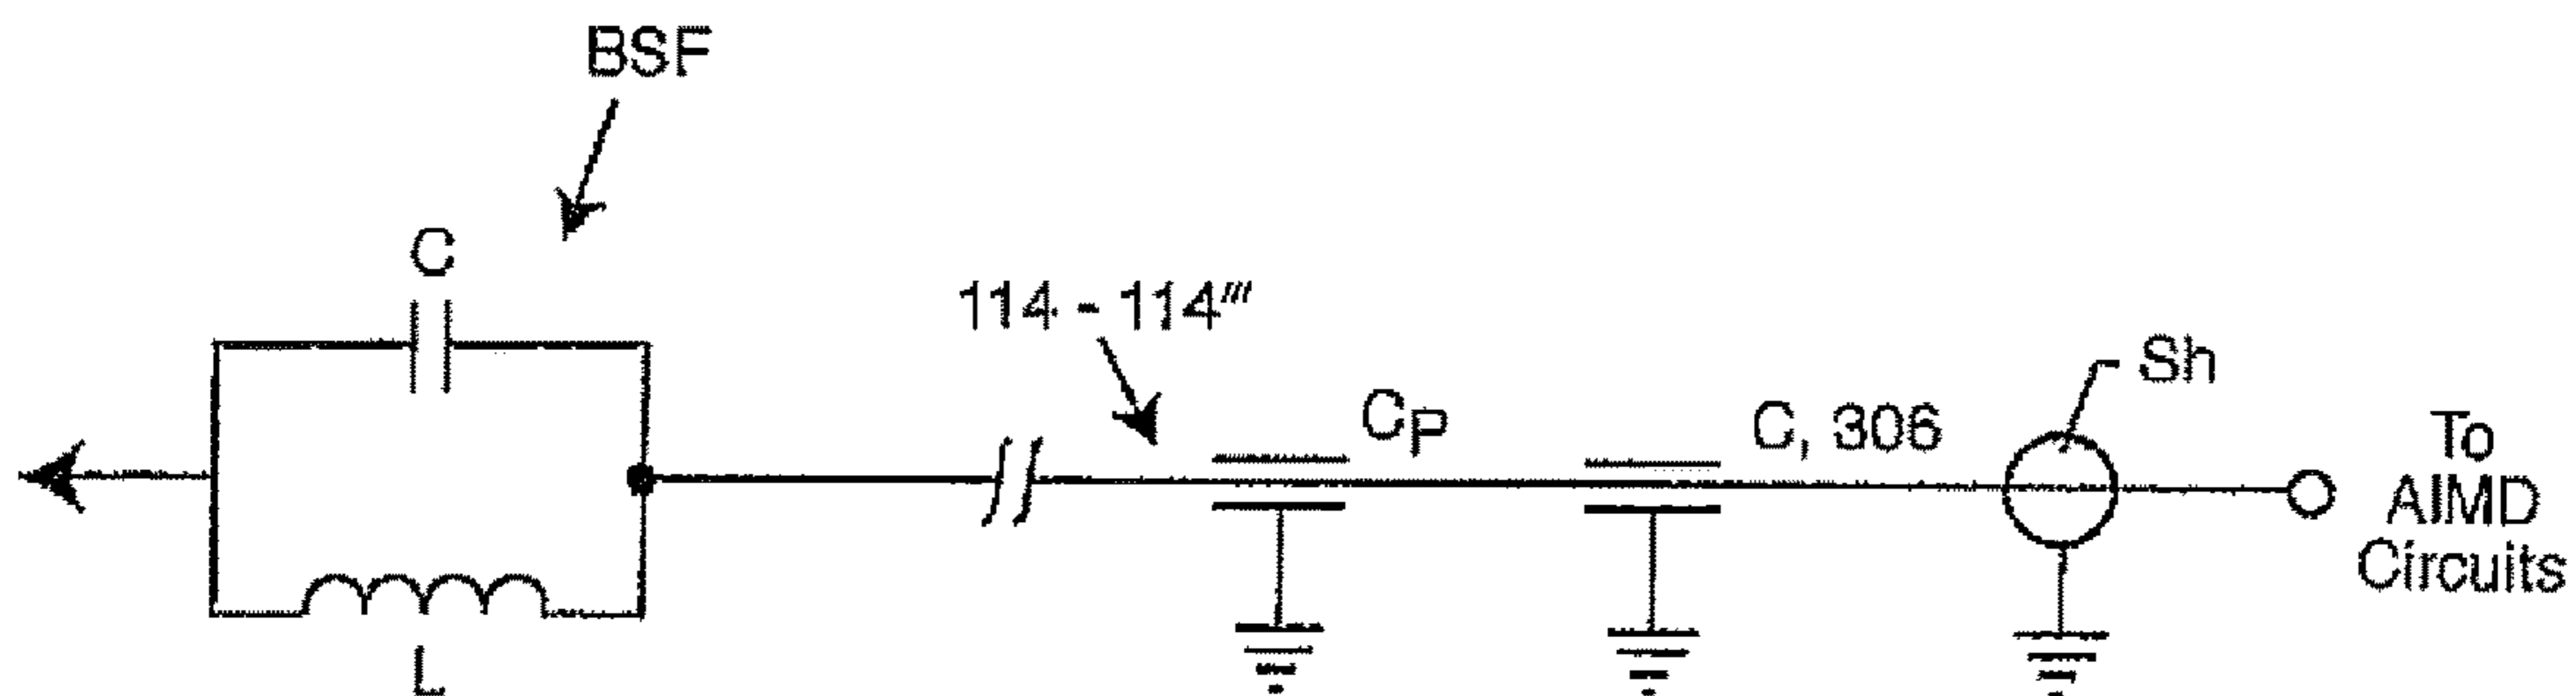 BSF
C
114 - 114‴
CP
C, 306
Sh
To
AIMD
Circuits
L